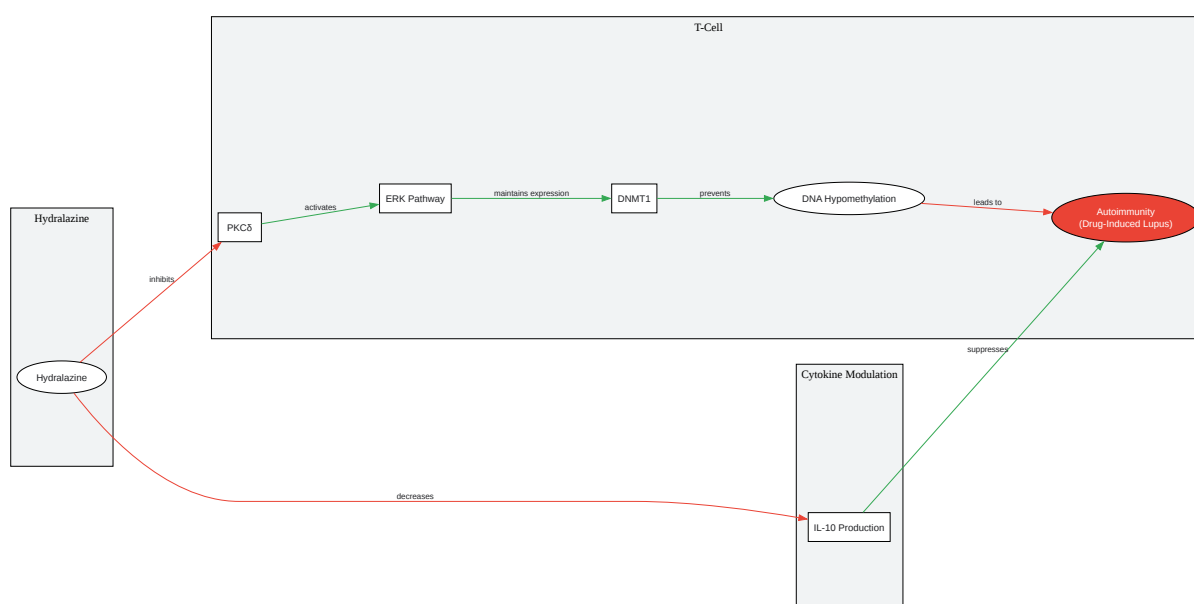 T-Cell
Hydralazine
PKCδ
activates
ERK Pathway
maintains expression
DNMT1
prevents
DNA Hypomethylation
leads to
Autoimmunity
(Drug-Induced Lupus)
inhibits
Hydralazine
suppresses
Cytokine Modulation
decreases
IL-10 Production